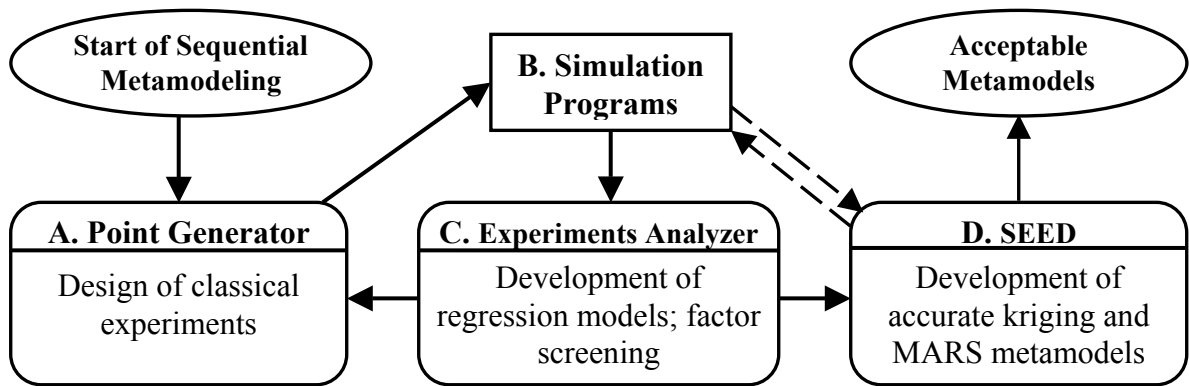 Start of Sequential
Metamodeling
B. Simulation
Programs
Acceptable
Metamodels
A. Point Generator
Design of classical
experiments
C. Experiments Analyzer
Development of
regression models; factor
screening
D. SEED
Development of
accurate kriging and
MARS metamodels